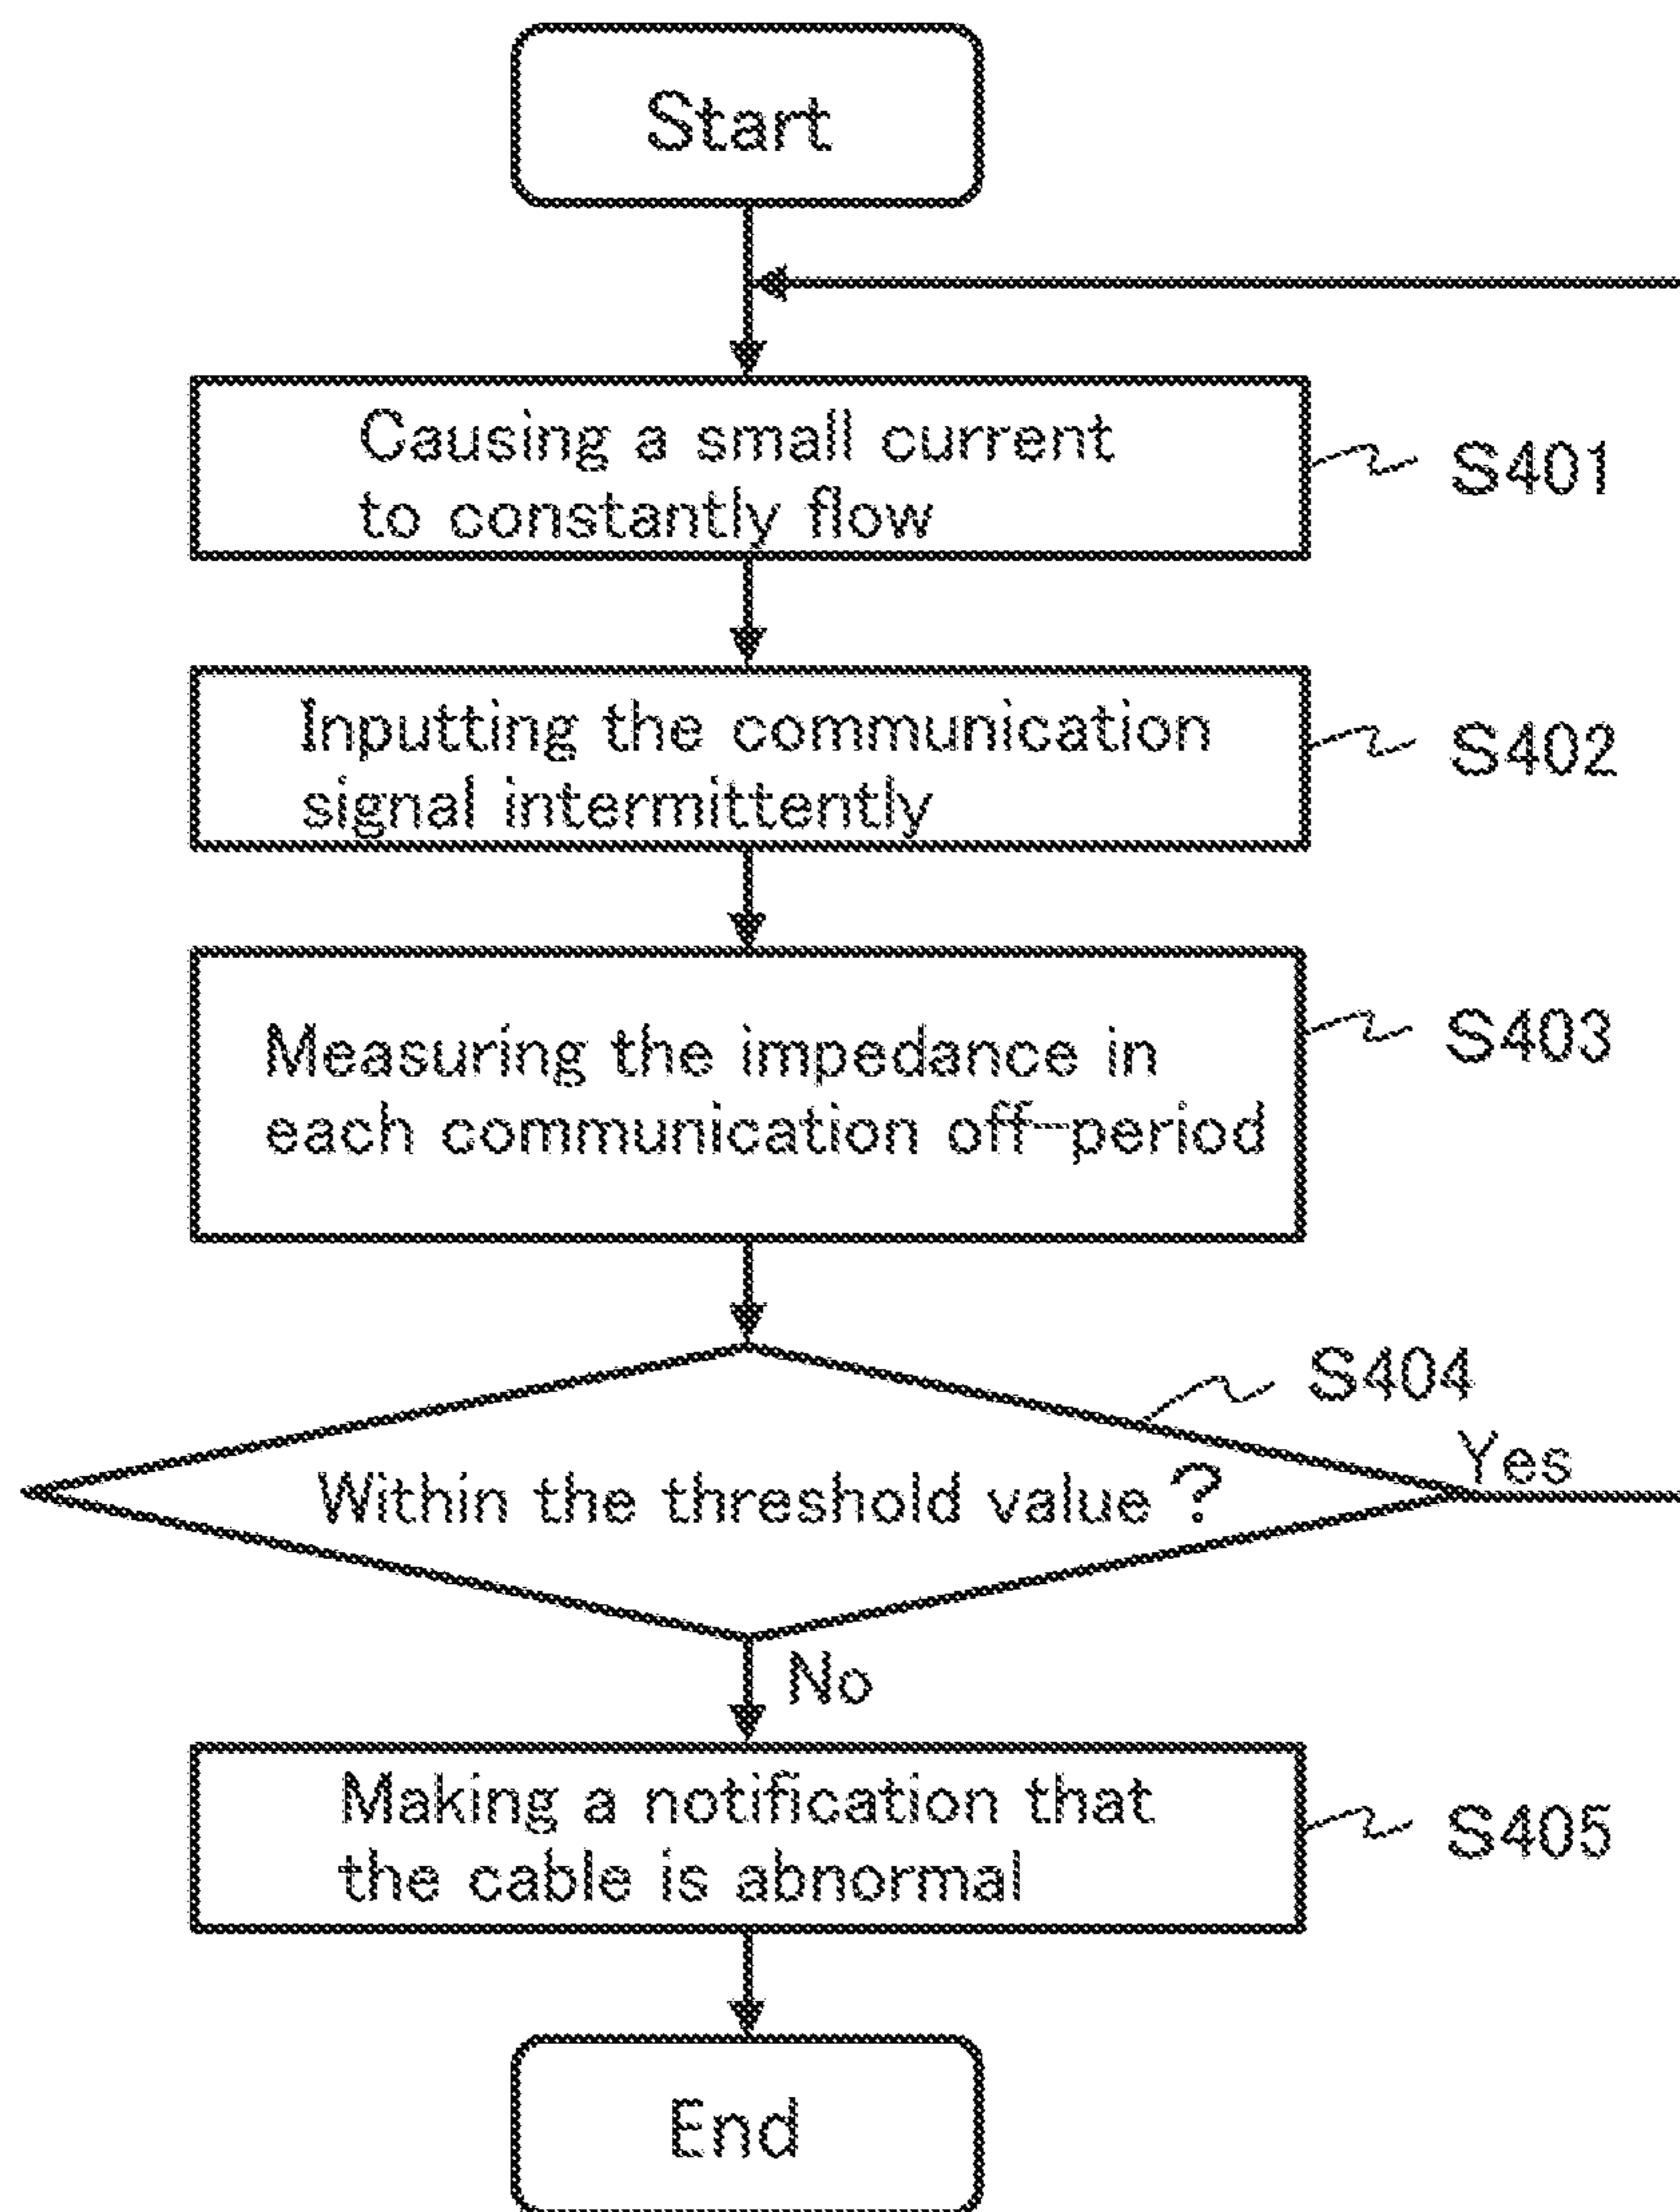 Start
Causing a small current
to constantly flow
S401
Inputting the communication
signal intermittently
S402
Measuring the impedance in
each communication off-period
S403
S404
Within the threshold value ?
Yes
No
Making a notification that
the cable is abnormal
S405
End